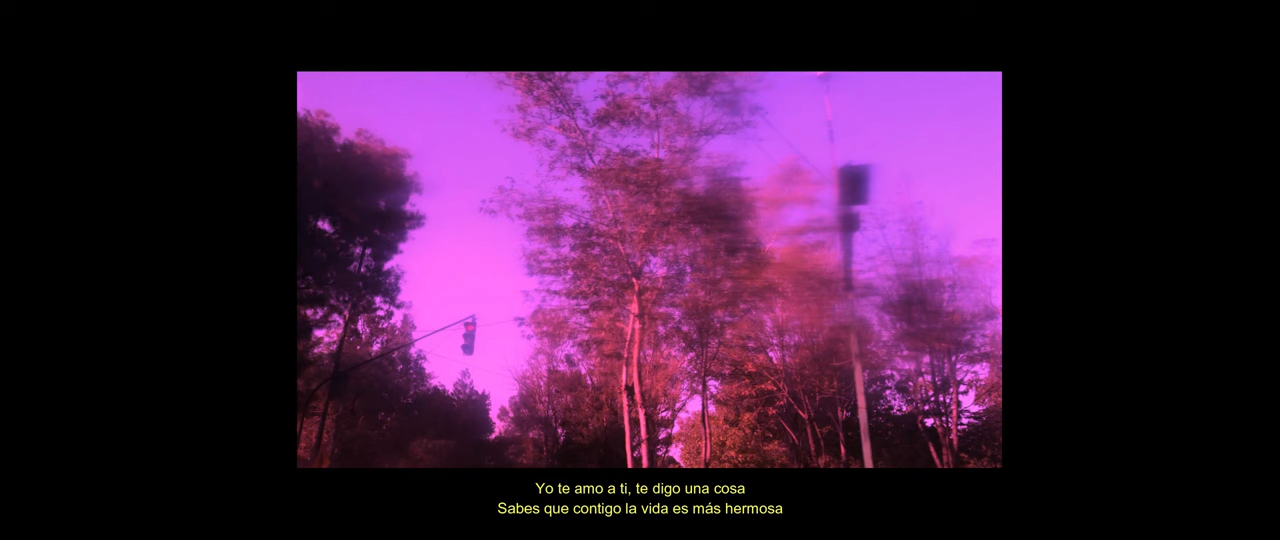 Yo te amo a ti, te digo una cosa
Sabes que contigo la vida es más hermosa